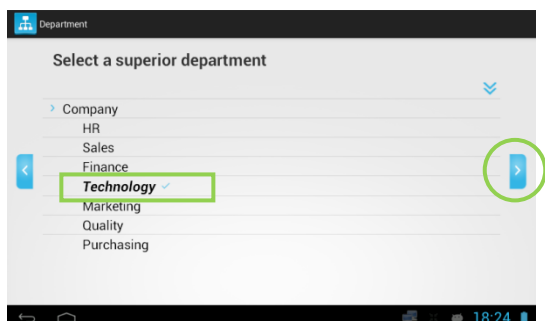 Department
Select a superior department
Company
HR
Sales
Finance
Technology
Marketing
Quality
Purchasing
18:24